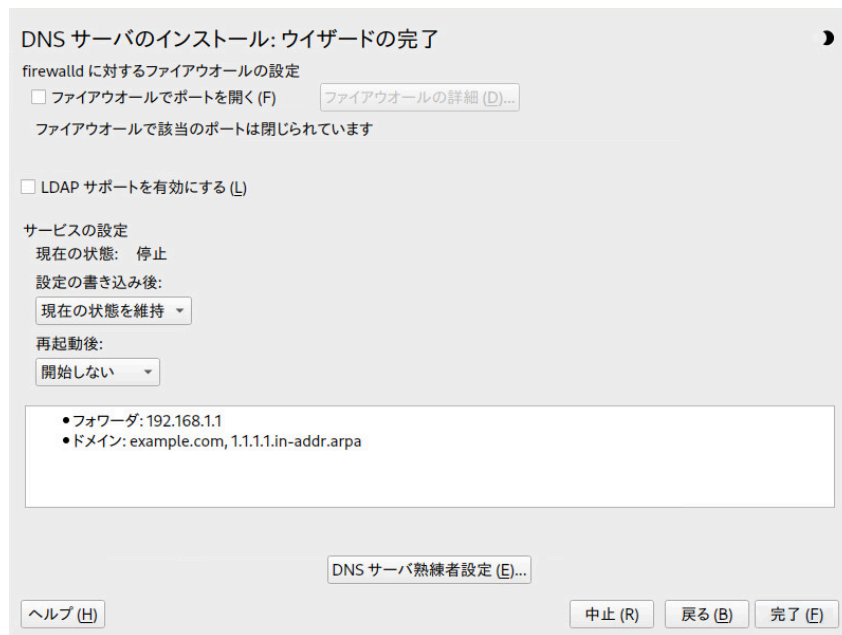 DNS サーバのインストール: ウイザードの完了
firewalld に対するファイアウオールの設定
ファイアウオールでポートを開く(F)
ファイアウオールの詳細 (D)...
ファイアウオールで該当のポートは閉じられています
LDAP サポートを有効にする (L)
サービスの設定
現在の状態: 停止
設定の書き込み後:
現在の状態を維持
再起動後:
開始しない
•フォワーダ: 192.168.1.1
•ドメイン: example.com, 1.1.1.1.in-addr.arpa
DNS サーバ熟練者設定 (E)...
ヘルプ (H) 中止 (R) 戻る (B) 完了 (F)